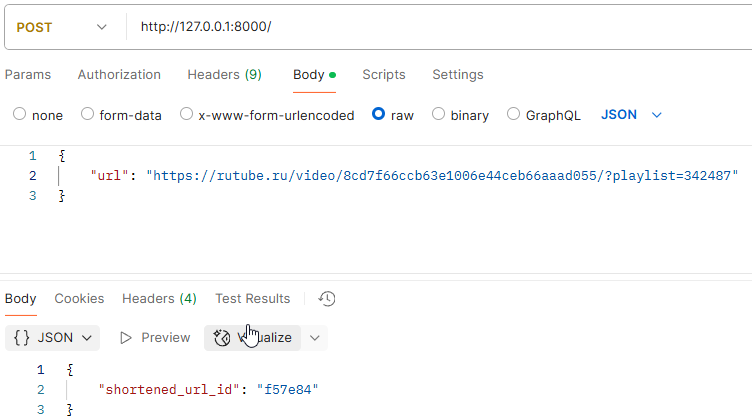 POST http://127.0.0.1:8000/
Params Authorization Headers (9) Body Scripts Settings
none form-data x-www-form-urlencoded raw binary GraphQL JSON
1 {
2 "url": "https://rutube.ru/video/8cd7f66ccb63e1006e44ceb66aaad055/?playlist=342487"
3 }
Body Cookies Headers (4) Test Results
{} JSON Preview Visualize
1 {
2 "shortened_url_id": "f57e84"
3 }